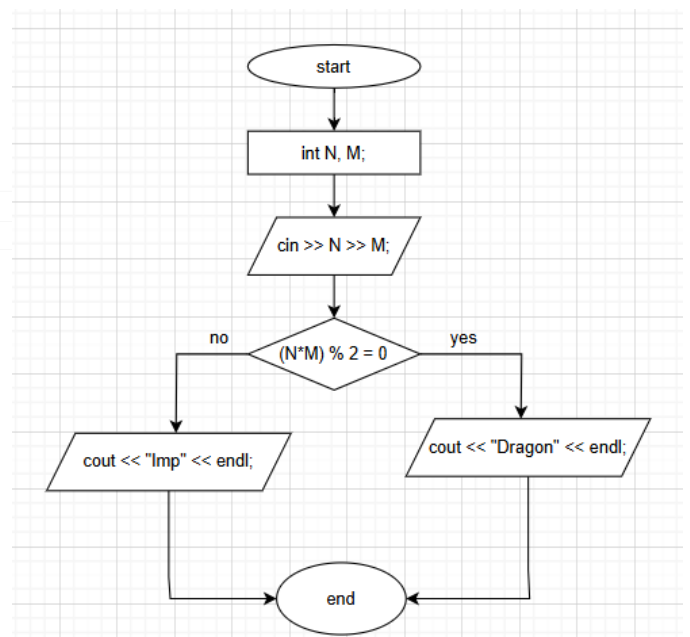 start
int N, M;
cin >> N >> M;
no
yes
(N*M) % 2 = 0
cout << "Imp" << endl;
cout << "Dragon" << endl;
end